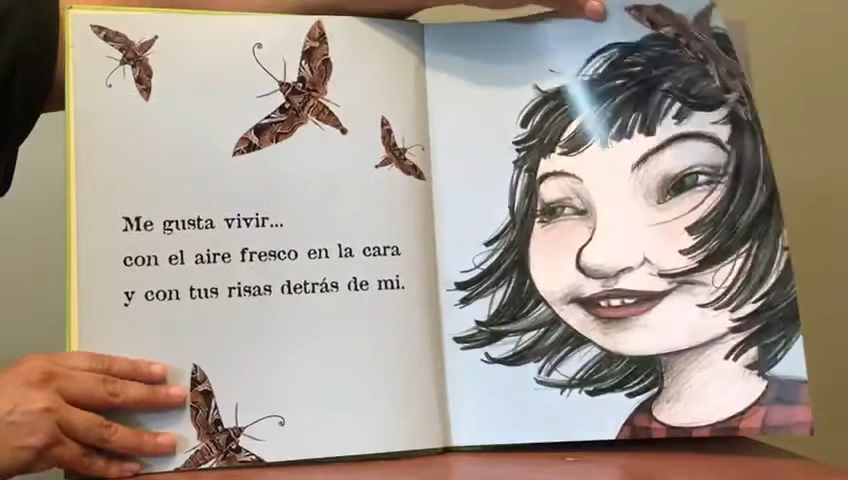 Me gusta vivir...
con el aire fresco en la cara
y con tus risas detrás de mi.